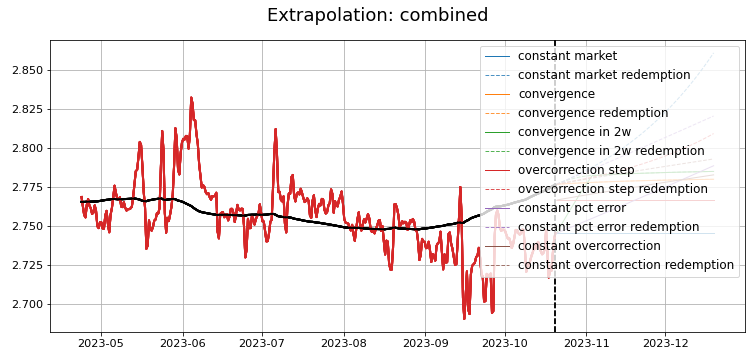 Extrapolation: combined
2.850
2.825
2.800
2.775
2.750
2.725
2.700
constant market
constant market redemption
convergence
convergence redemption
convergence in 2w
convergence in 2w redemption
overcorrection step
overcorrection step redemption
constant pct error
constant pct error redemption
constant overcorrection
constant overcorrection redemption
2023-05 2023-06 2023-07 2023-08 2023-09 2023-10 2023-11 2023-12